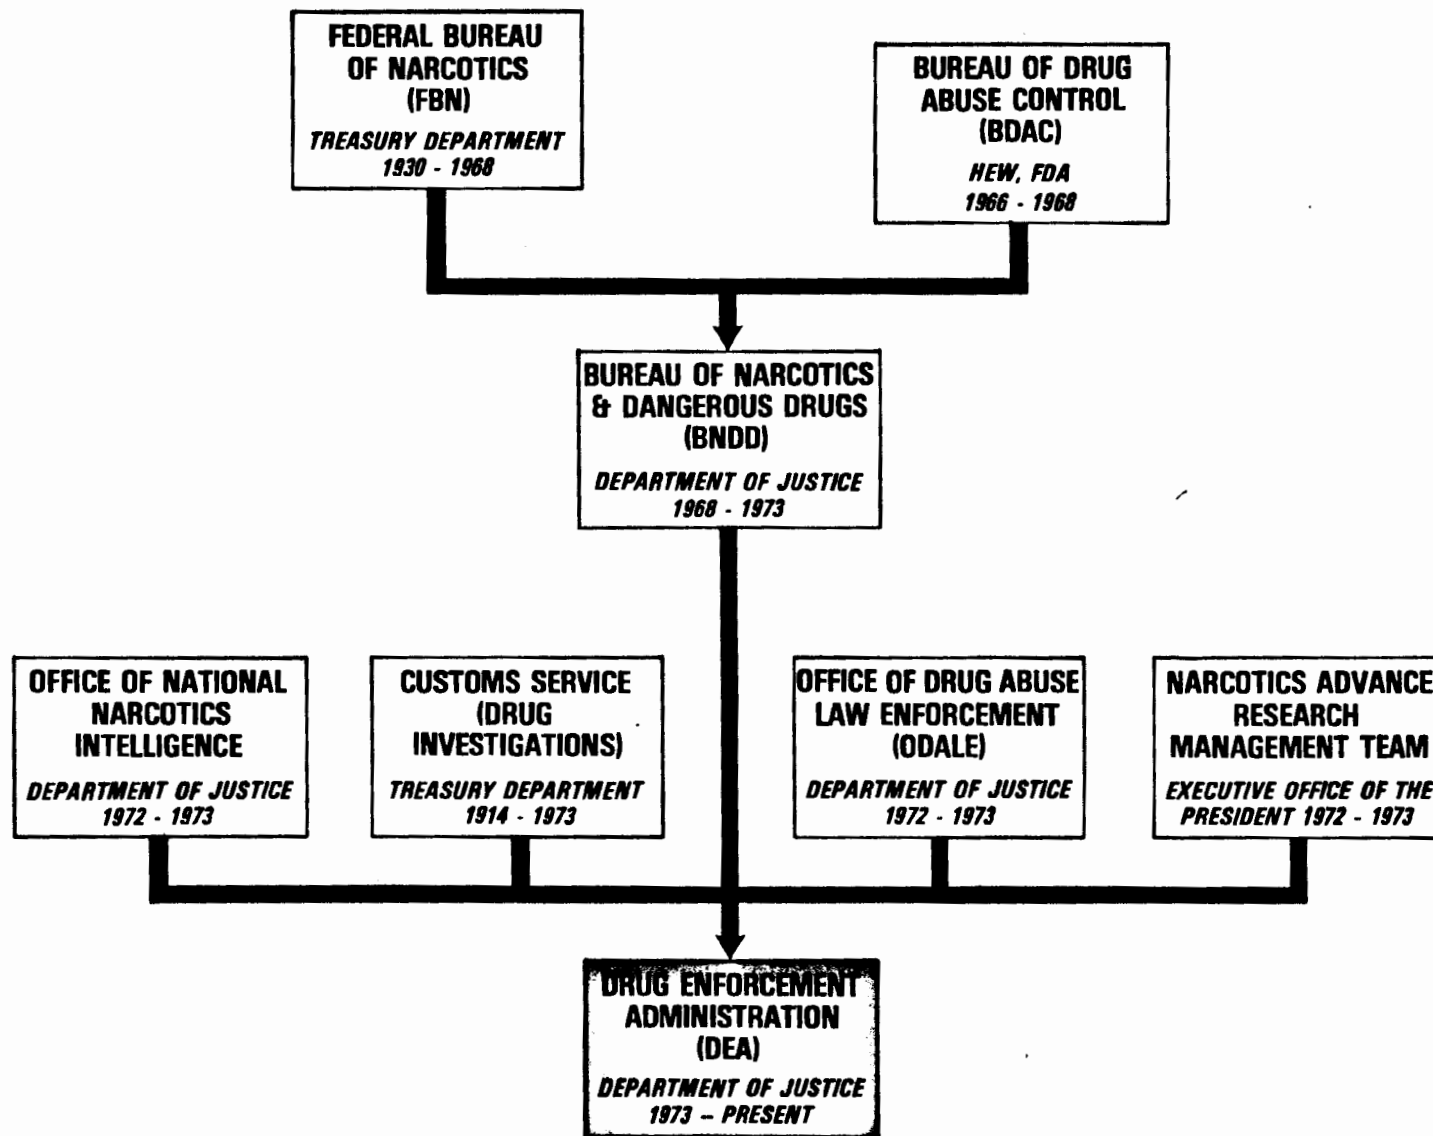 FEDERAL BUREAU
OF NARCOTICS
(FBN)
TREASURY DEPARTMENT
1930 - 1968
BUREAU OF DRUG
ABUSE CONTROL
(BDAC)
HEW, FDA
1966 - 1968
BUREAU OF NARCOTICS
& DANGEROUS DRUGS
(BNDD)
DEPARTMENT OF JUSTICE
1968 - 1973
OFFICE OF NATIONAL
NARCOTICS
INTELLIGENCE
DEPARTMENT OF JUSTICE
1972 - 1973
CUSTOMS SERVICE
(DRUG
INVESTIGATIONS)
TREASURY DEPARTMENT
1914 - 1973
OFFICE OF DRUG ABUSE
LAW ENFORCEMENT
(ODALE)
DEPARTMENT OF JUSTICE
1972 - 1973
NARCOTICS ADVANCE
RESEARCH
MANAGEMENT TEAM
EXECUTIVE OFFICE OF THE
PRESIDENT 1972 - 1973
DRUG ENFORCEMENT
ADMINISTRATION
(DEA)
DEPARTMENT OF JUSTICE
1973 – PRESENT